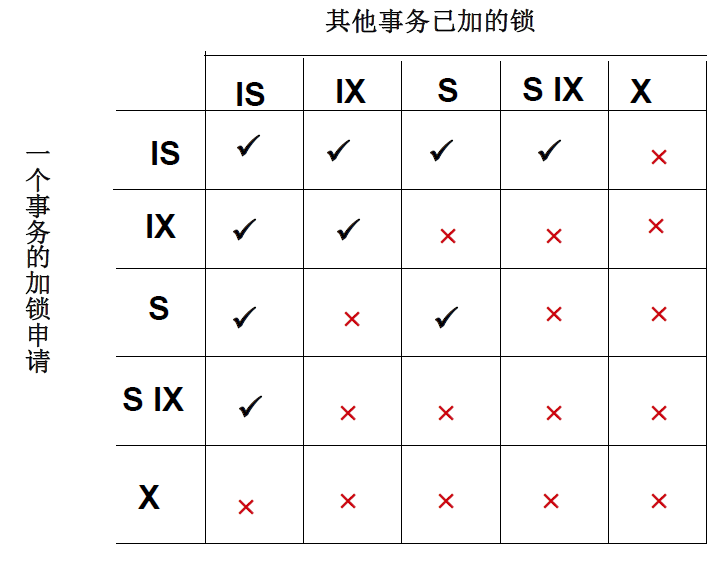 其他事务已加的锁
IS IX S S IX X
IS ✓ ✓ ✓ ✓ ×
IX ✓ ✓ × × ×
S ✓ × ✓ × ×
S IX ✓ × × × ×
X × × × × ×
一个事务的加锁申请